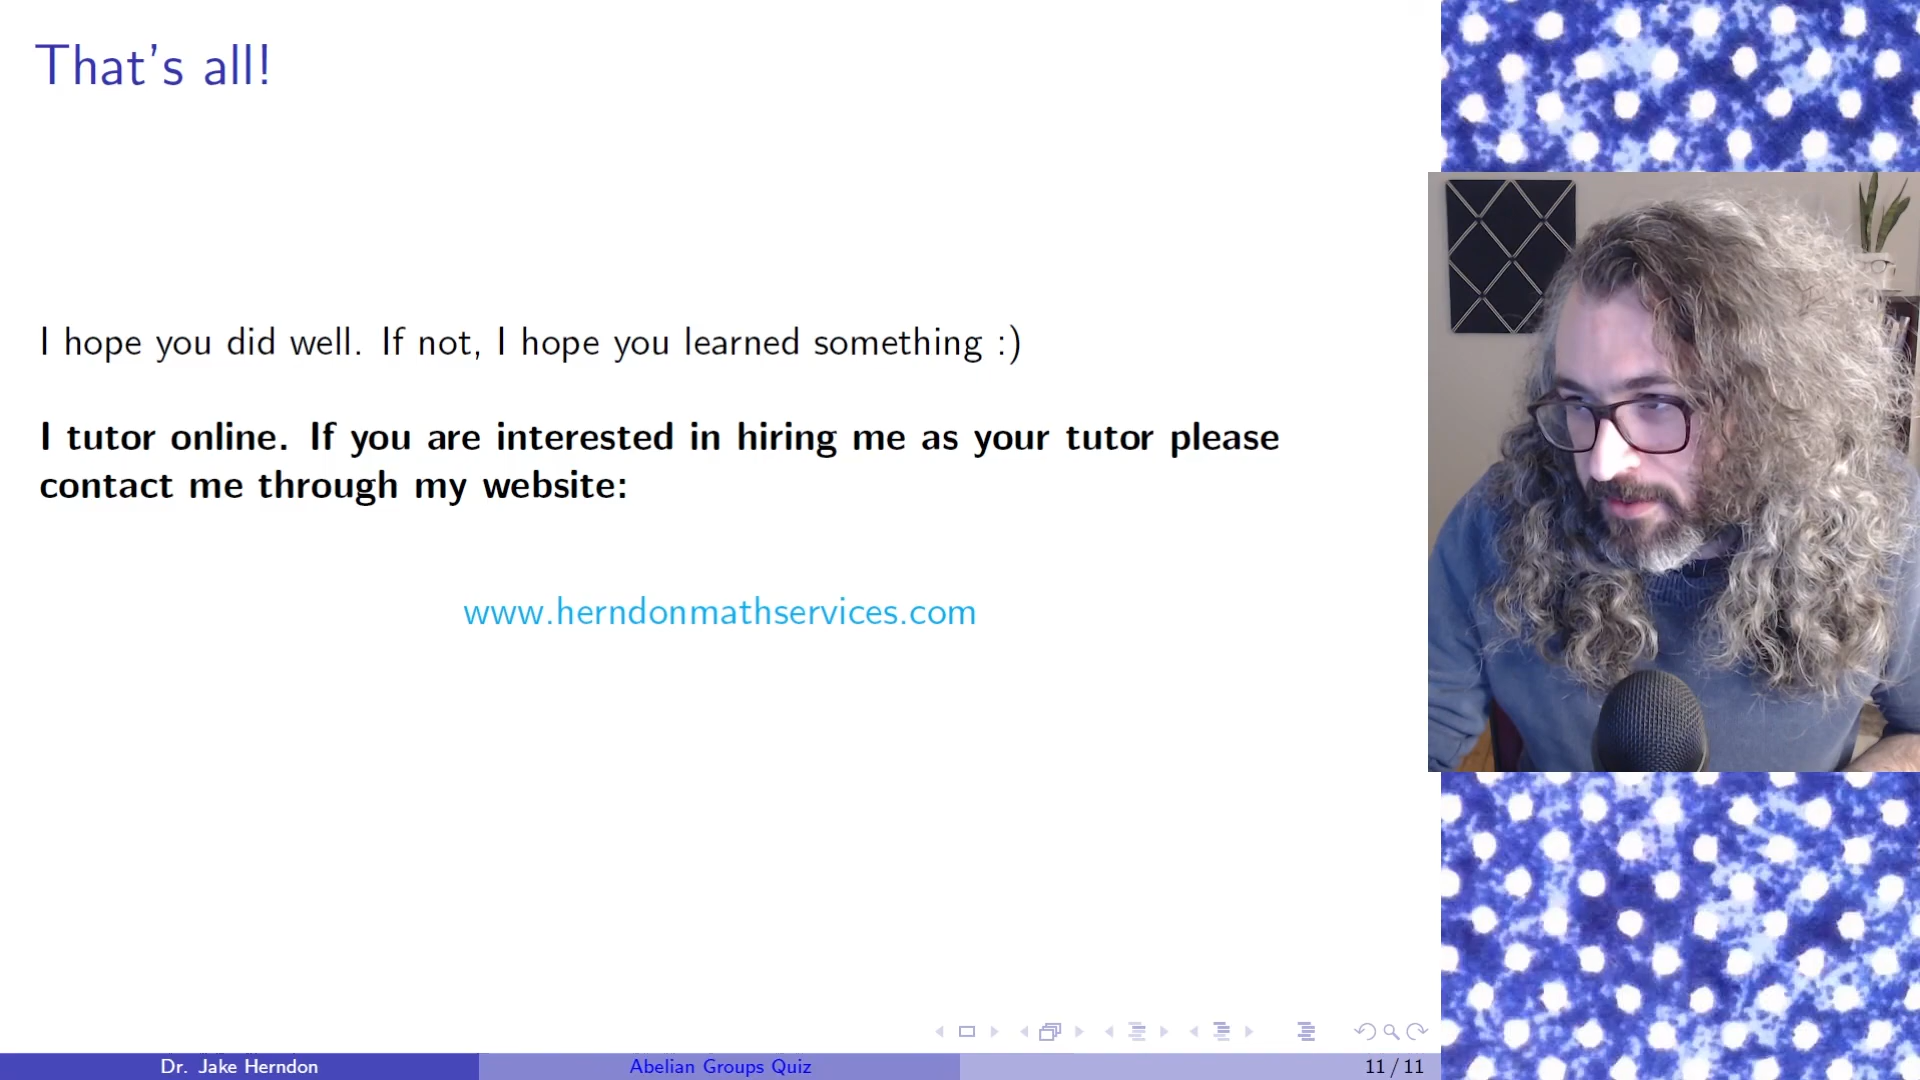 That's all!
I hope you did well. If not, I hope you learned something :)
I tutor online. If you are interested in hiring me as your tutor please
contact me through my website:
www.herndonmathservices.com
Dr. Jake Herndon
Abelian Groups Quiz
11 / 11